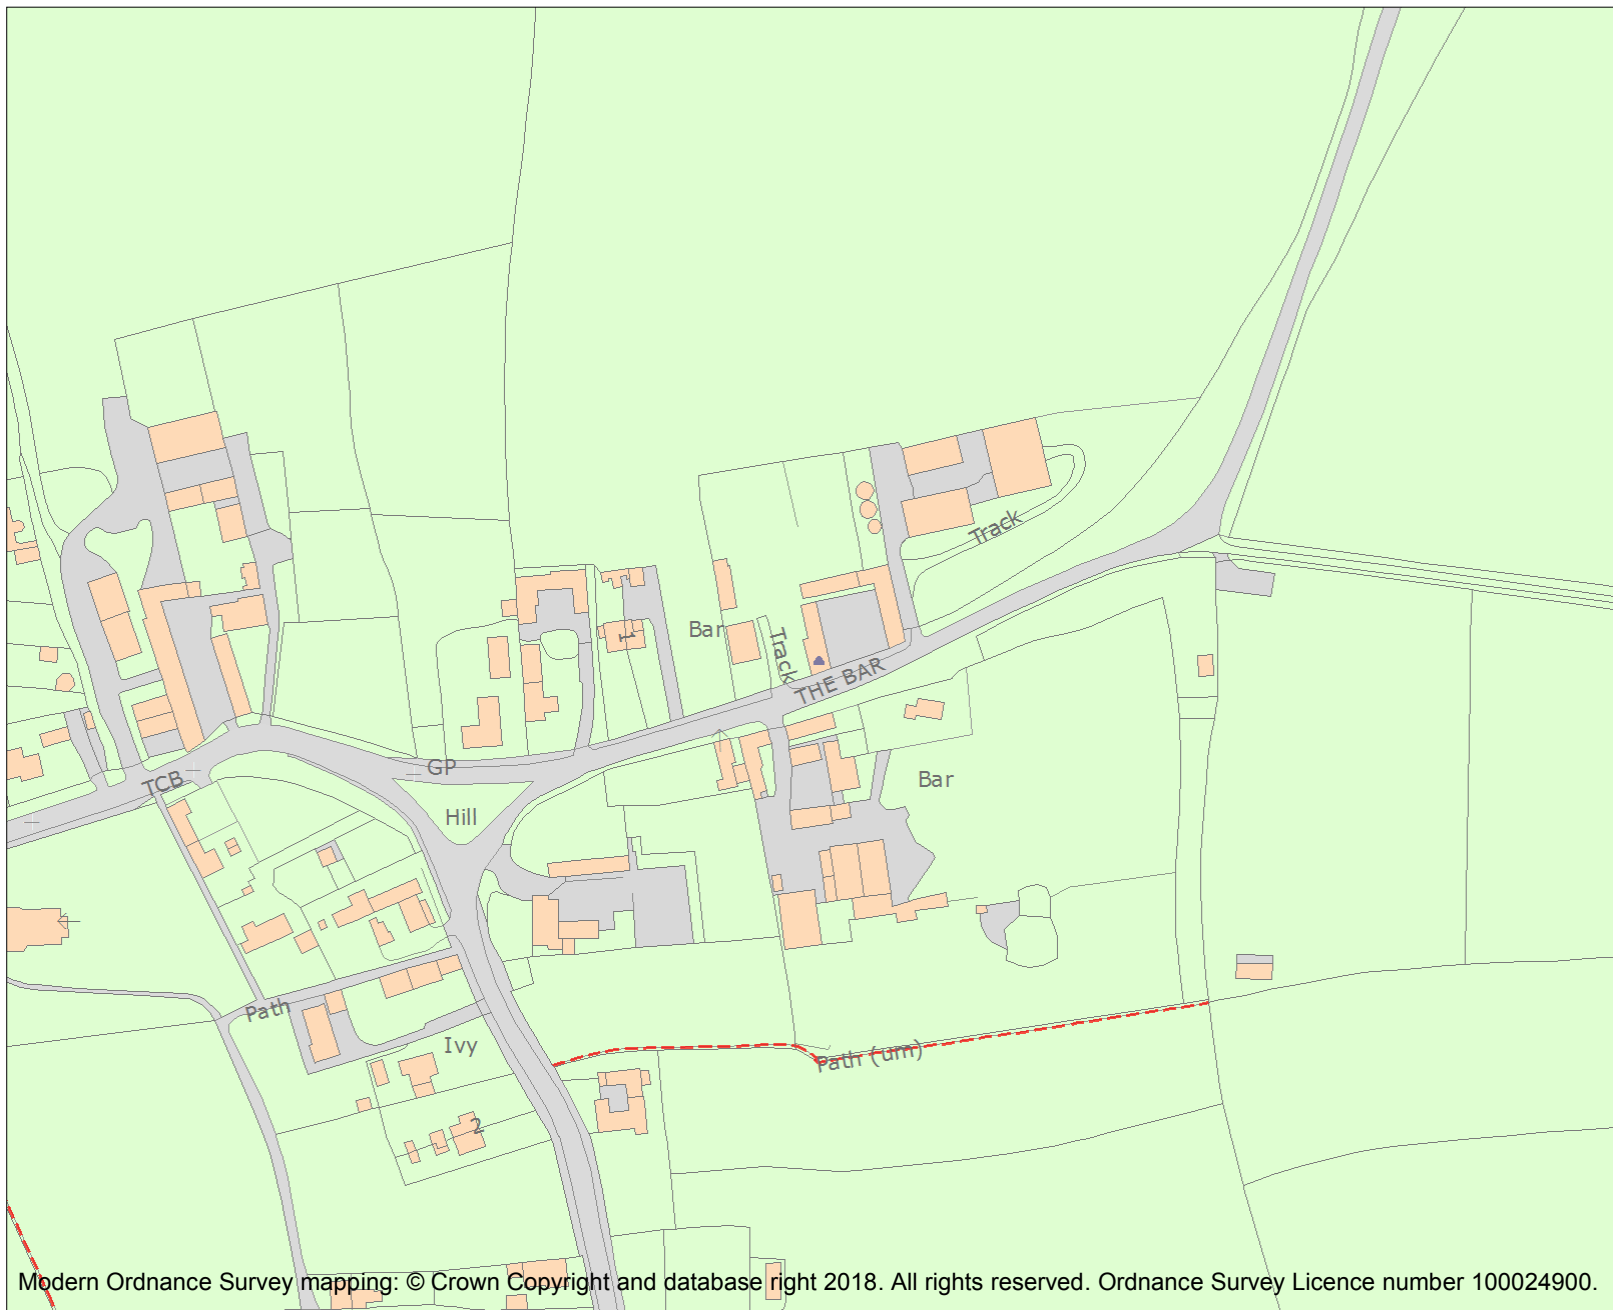 Track
Bar
1
Track
THE BAR
GP
TCB
Bar
Hill
Path
Ivy
Path (um)
2
Modern Ordnance Survey mapping: © Crown Copyright and database right 2018. All rights reserved. Ordnance Survey Licence number 100024900.